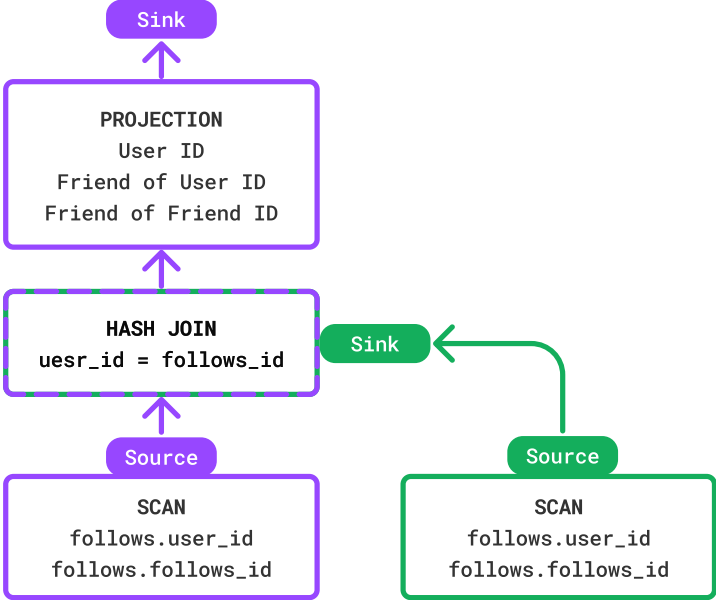 Sink
PROJECTION
User ID
Friend of User ID
Friend of Friend ID
HASH JOIN
uesr_id = follows_id
Sink
Source
SCAN
follows.user_id
follows.follows_id
Source
SCAN
follows.user_id
follows.follows_id